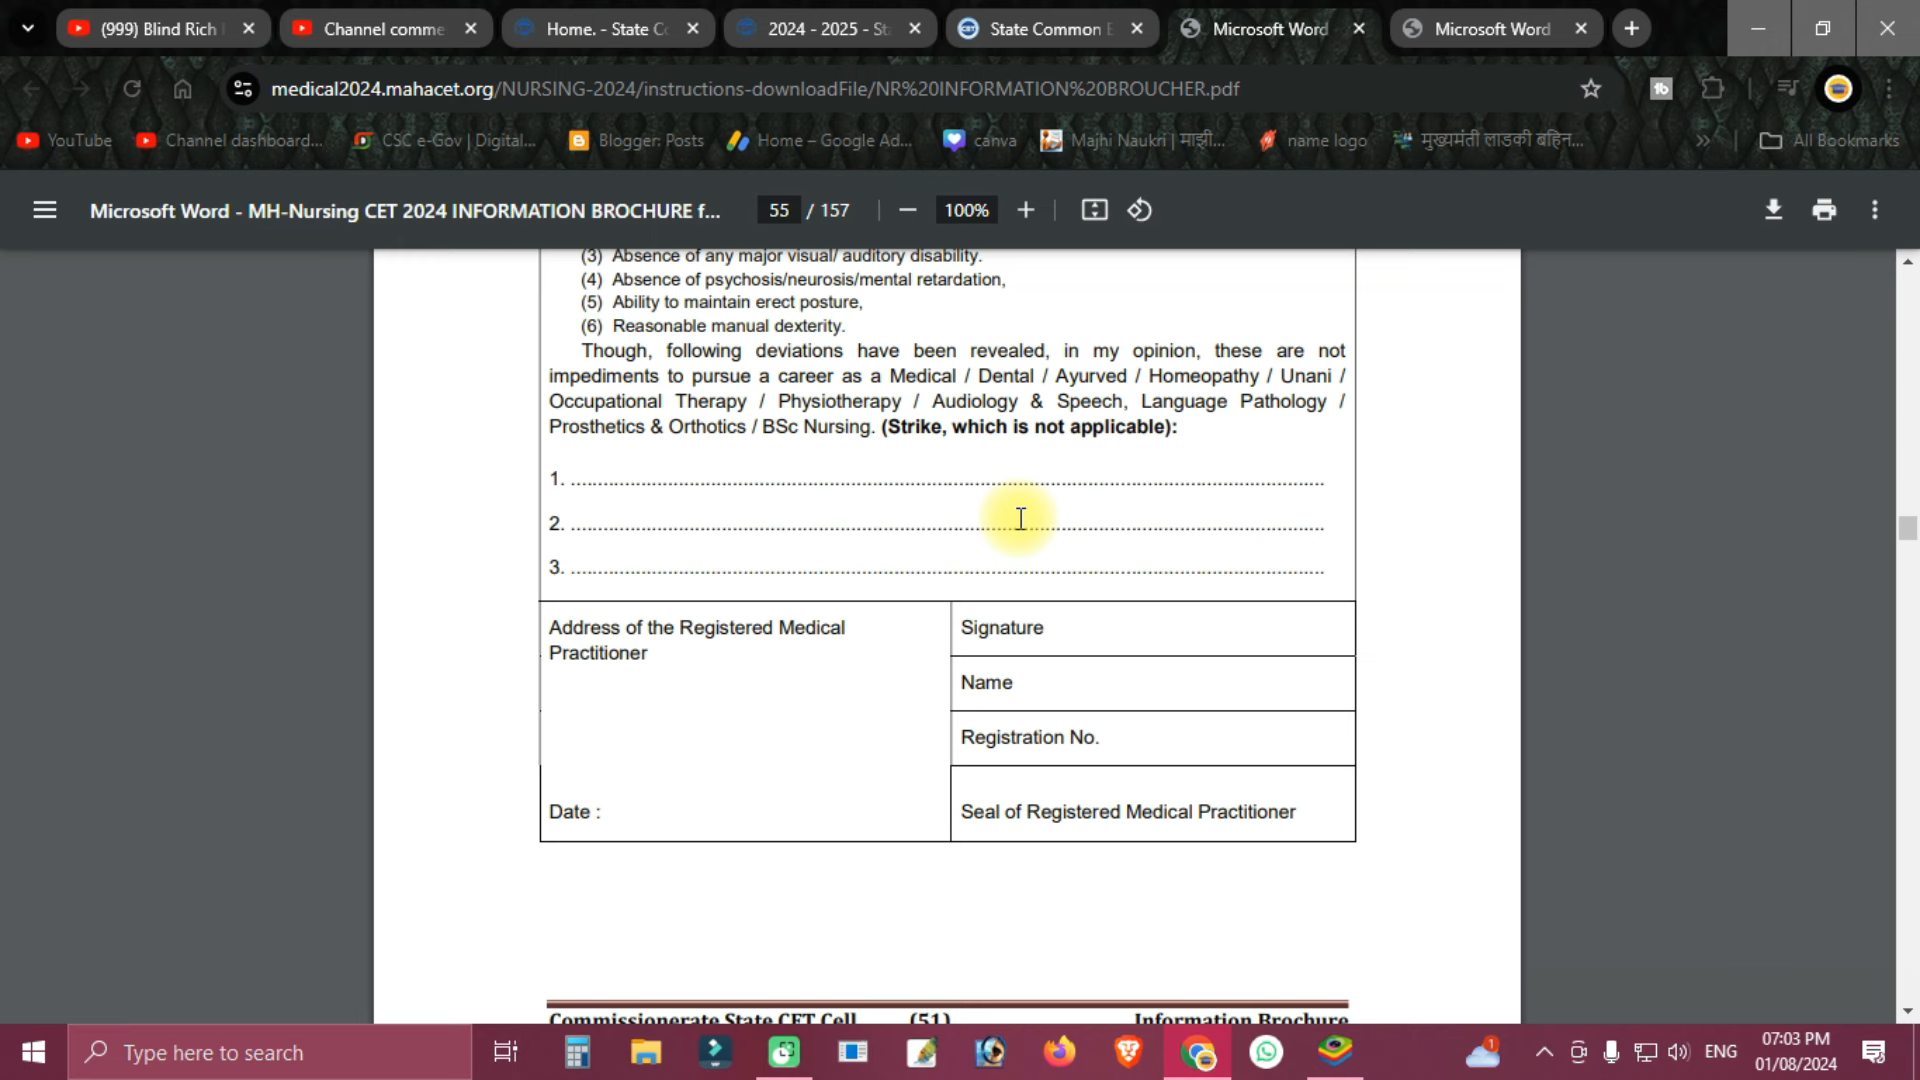 (999) Blind Rich
Channel comme
Home. - State Co
2024 - 2025 - Sta
State Common E
Microsoft Word
Microsoft Word
medical2024.mahacet.org/NURSING-2024/instructions-downloadFile/NR%20INFORMATION%20BROUCHER.pdf
YouTube
Channel dashboard...
CSC e-Gov | Digital...
Blogger: Posts
Home – Google Ad...
canva
Majhi Naukri | माझी...
name logo
मुख्यमंती लाडकी बहिन...
All Bookmarks
Microsoft Word - MH-Nursing CET 2024 INFORMATION BROCHURE f...
55 / 157
100%
(3) Absence of any major visual/ auditory disability.
(4) Absence of psychosis/neurosis/mental retardation,
(5) Ability to maintain erect posture,
(6) Reasonable manual dexterity.
Though, following deviations have been revealed, in my opinion, these are not
impediments to pursue a career as a Medical / Dental / Ayurved / Homeopathy / Unani /
Occupational Therapy / Physiotherapy / Audiology & Speech, Language Pathology /
Prosthetics & Orthotics / BSc Nursing. (Strike, which is not applicable):
1. ..............................................................................
2. ..............................................................................
3. ..............................................................................
Address of the Registered Medical
Practitioner
Signature
Name
Registration No.
Date :
Seal of Registered Medical Practitioner
Commissionerate State CET Cell (51) Information Brochure
Type here to search
1
ENG
07:03 PM
01/08/2024